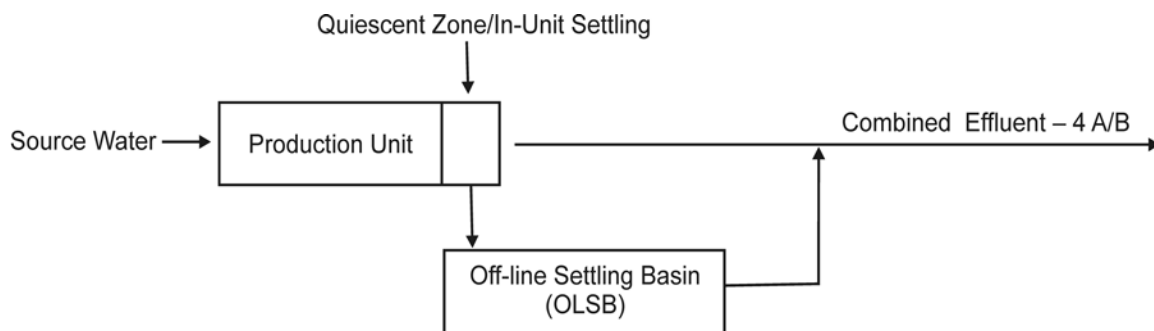 Quiescent Zone/In-Unit Settling
Source Water
Production Unit
Combined Effluent – 4 A/B
Off-line Settling Basin
(OLSB)